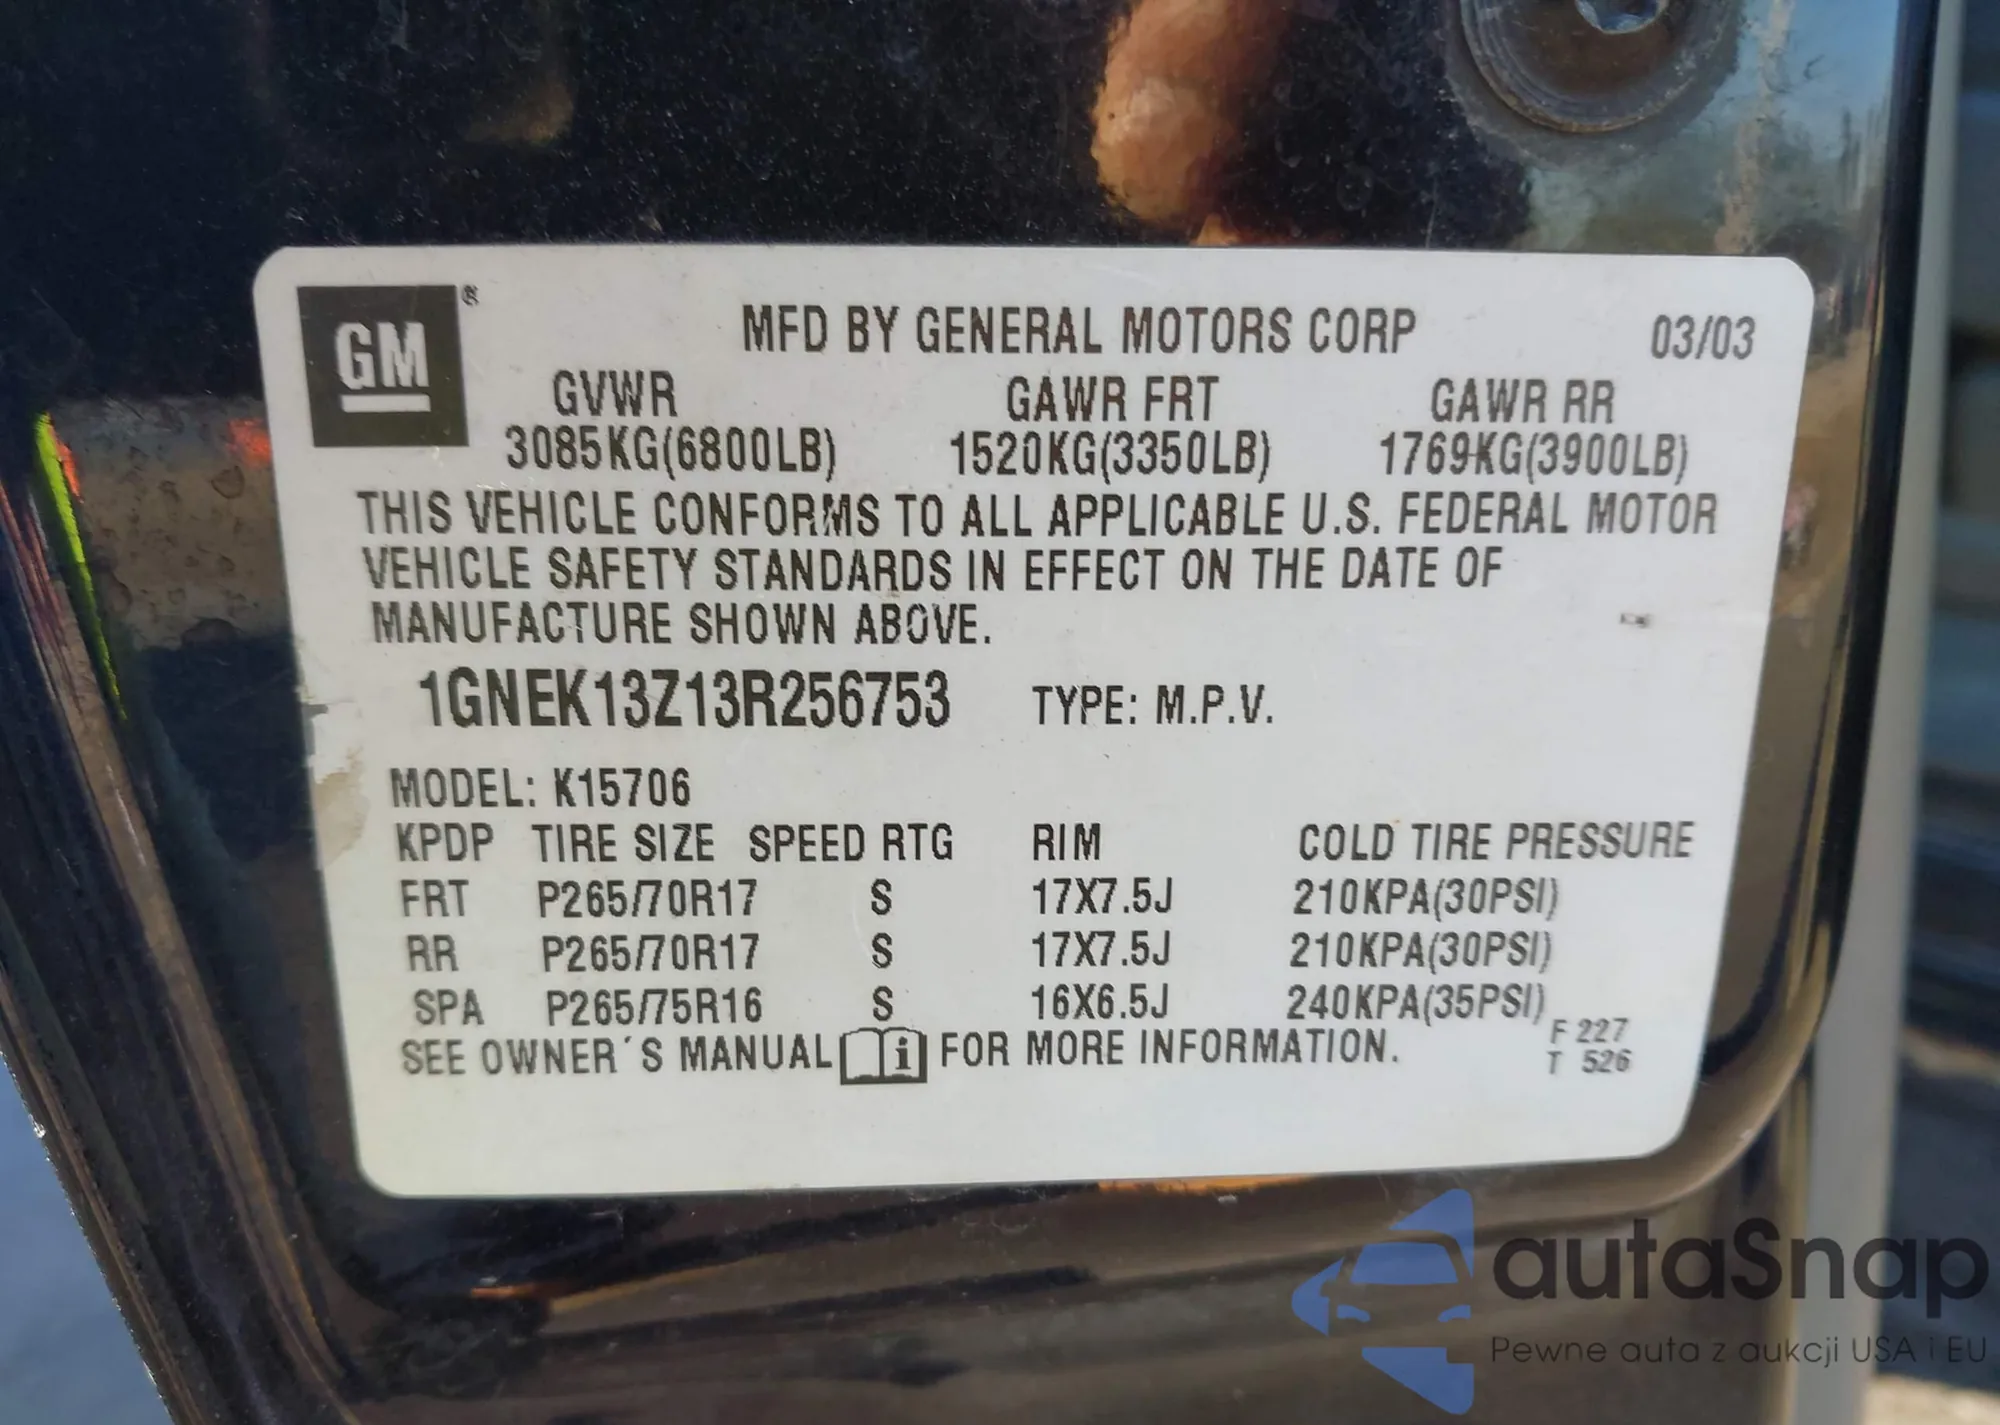 GM®
MFD BY GENERAL MOTORS CORP 03/03
GVWR GAWR FRT GAWR RR
3085KG(6800LB) 1520KG(3350LB) 1769KG(3900LB)
THIS VEHICLE CONFORMS TO ALL APPLICABLE U.S. FEDERAL MOTOR
VEHICLE SAFETY STANDARDS IN EFFECT ON THE DATE OF
MANUFACTURE SHOWN ABOVE.
1GNEK13Z13R256753 TYPE: M.P.V.
MODEL: K15706
KPDP TIRE SIZE SPEED RTG RIM COLD TIRE PRESSURE
FRT P265/70R17 S 17X7.5J 210KPA(30PSI)
RR P265/70R17 S 17X7.5J 210KPA(30PSI)
SPA P265/75R16 S 16X6.5J 240KPA(35PSI)
SEE OWNER´S MANUAL i FOR MORE INFORMATION.
F 227
T 526
autaSnap
Pewne auta z aukcji USA i EU